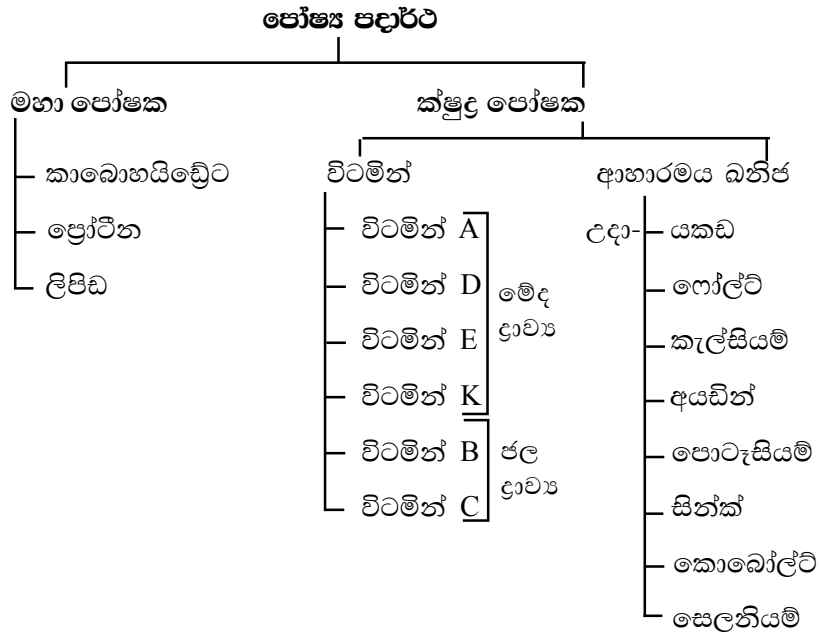 පෝෂ්‍ය පදාර්ථ
මහා පෝෂක
ක්ෂුද්‍ර පෝෂක
කාබොහයිඩ්‍රේට
ප්‍රෝටීන
ලිපිඩ
විටමින්
විටමින් A
විටමින් D
විටමින් E
විටමින් K
මේද
ද්‍රාව්‍ය
විටමින් B
විටමින් C
ජල
ද්‍රාව්‍ය
ආහාරමය ඛනිජ
උදා- යකඩ
ෆෝල්ට්
කැල්සියම්
අයඩින්
පොටෑසියම්
සින්ක්
කොබෝල්ට්
සෙලනියම්